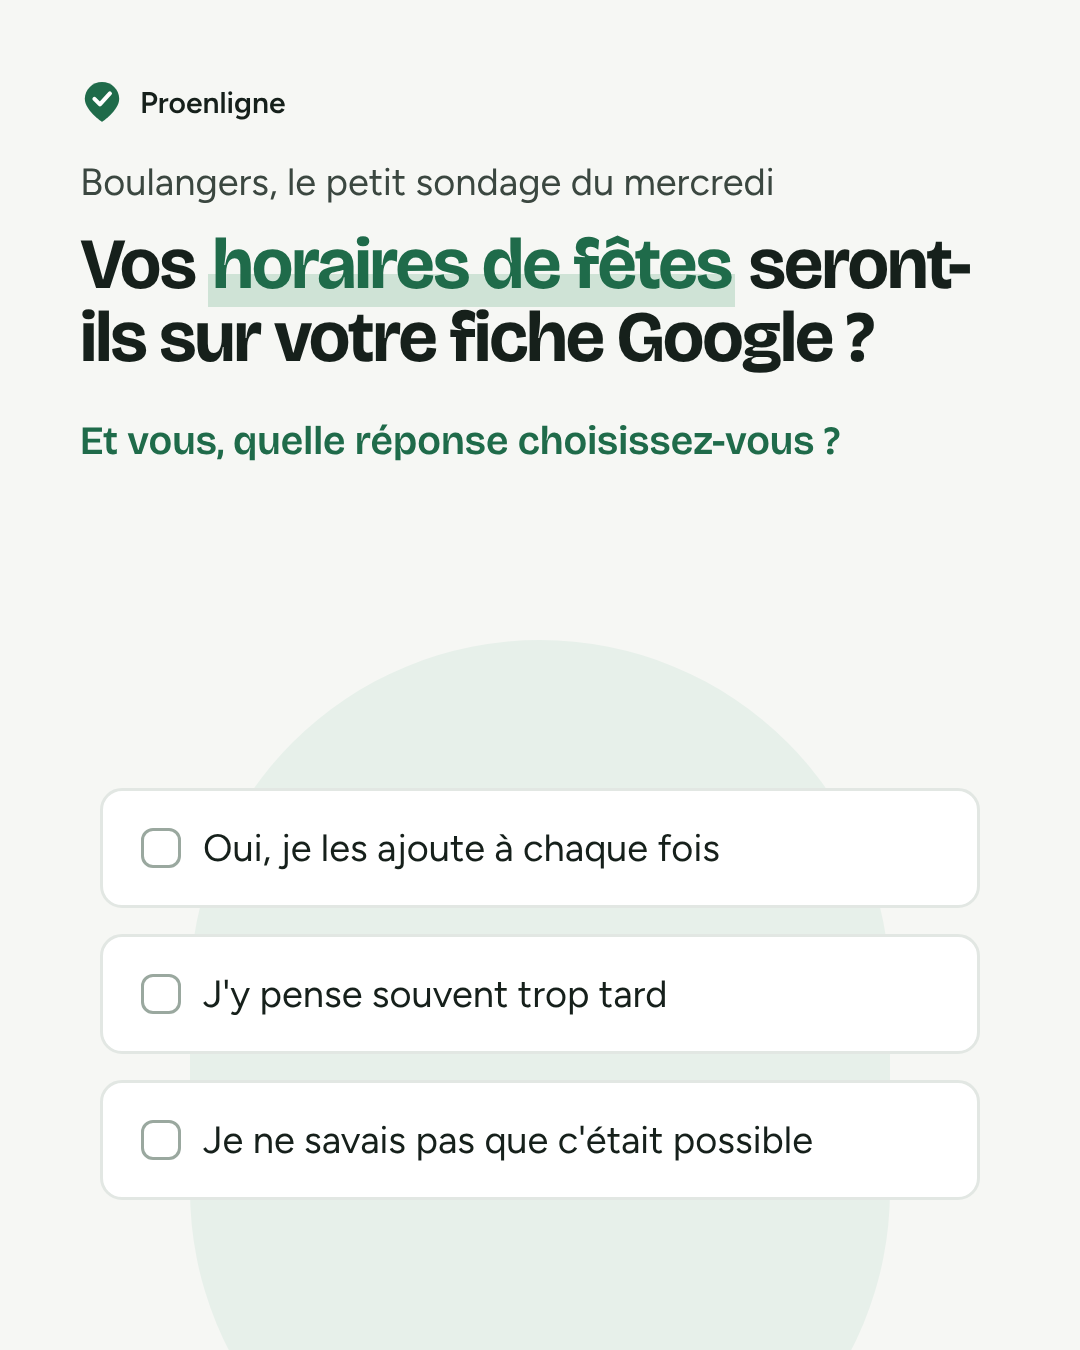 Proenligne
Boulangers, le petit sondage du mercredi
Vos horaires de fêtes seront-
ils sur votre fiche Google ?
Et vous, quelle réponse choisissez-vous ?
Oui, je les ajoute à chaque fois
J'y pense souvent trop tard
Je ne savais pas que c'était possible